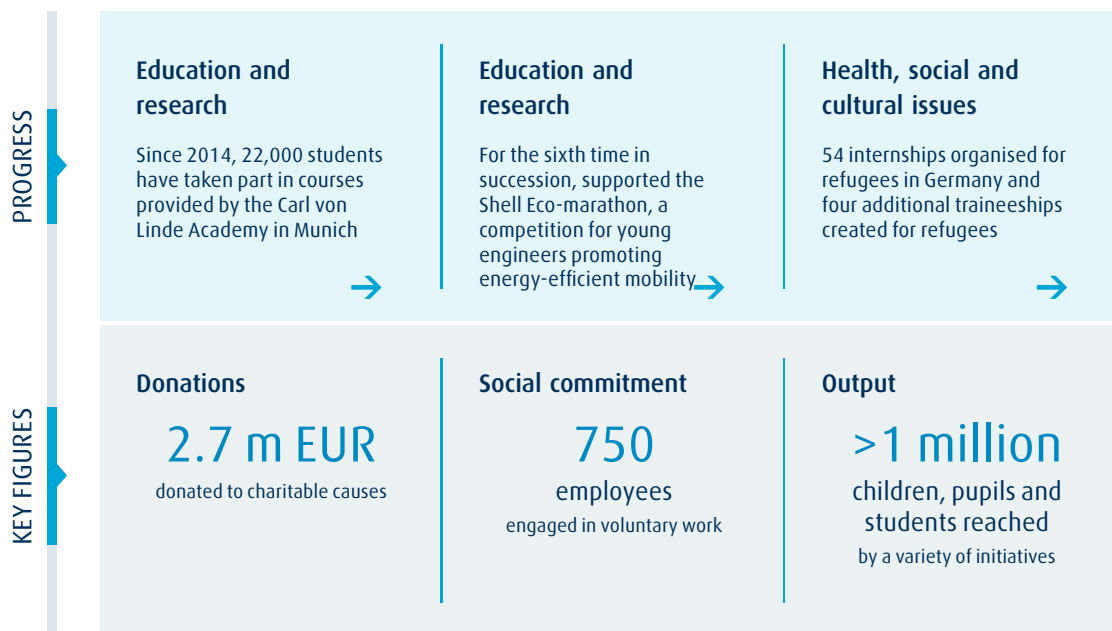 PROGRESS
Education and
research
Since 2014, 22,000 students
have taken part in courses
provided by the Carl von
Linde Academy in Munich
Education and
research
For the sixth time in
succession, supported the
Shell Eco-marathon, a
competition for young
engineers promoting
energy-efficient mobility
Health, social and
cultural issues
54 internships organised for
refugees in Germany and
four additional traineeships
created for refugees
KEY FIGURES
Donations
2.7 m EUR
donated to charitable causes
Social commitment
750
employees
engaged in voluntary work
Output
>1 million
children, pupils and
students reached
by a variety of initiatives